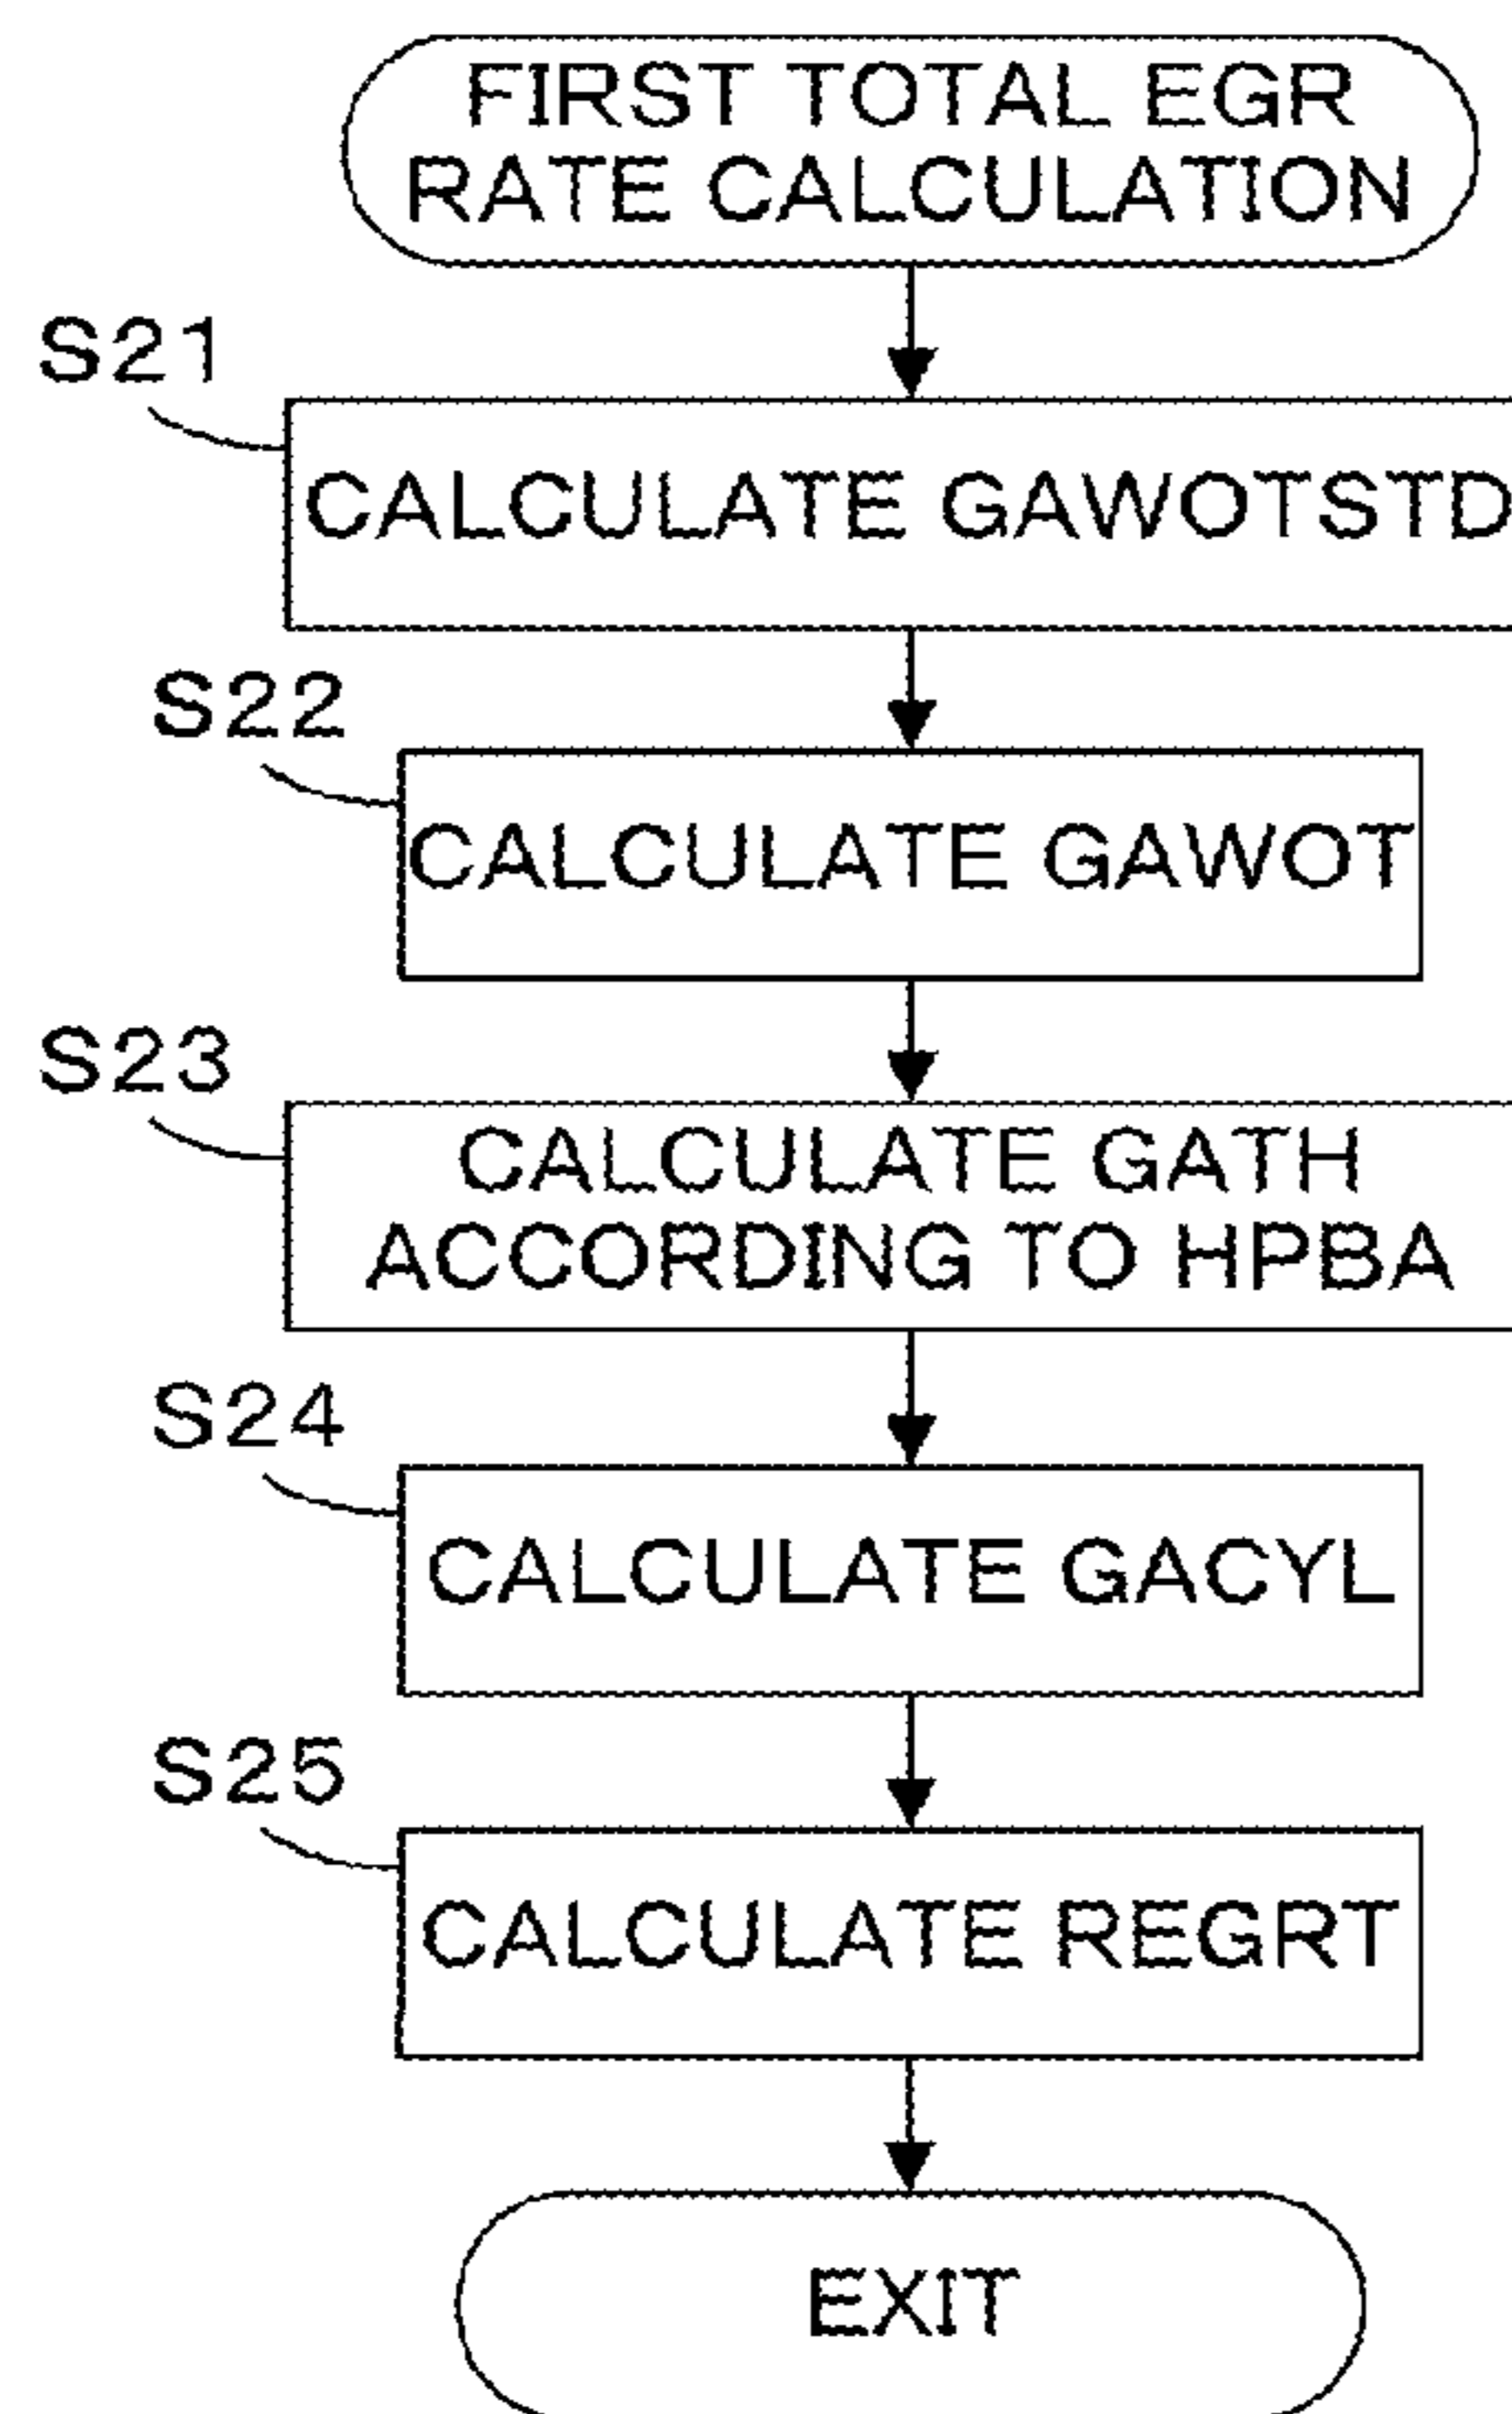 FIRST TOTAL EGR
RATE CALCULATION
S21
CALCULATE GAWOTSTD
S22
CALCULATE GAWOT
S23
CALCULATE GATH
ACCORDING TO HPBA
S24
CALCULATE GACYL
S25
CALCULATE REGRT
EXIT